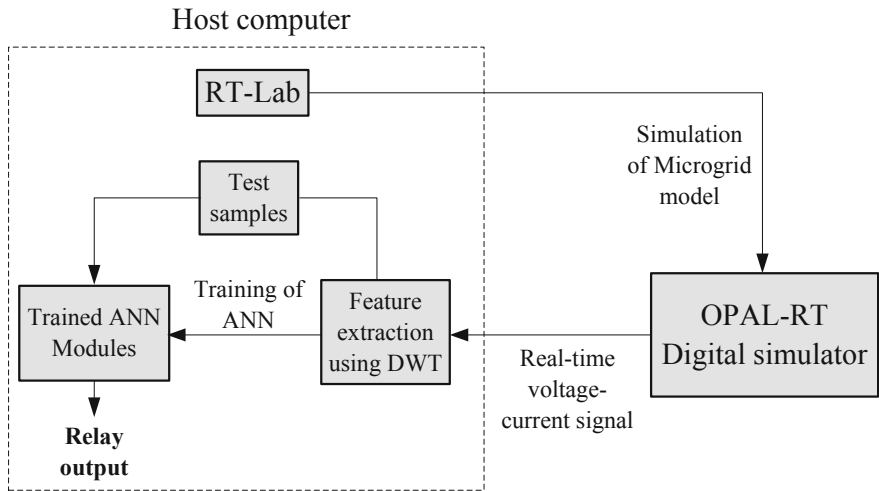 Host computer
RT-Lab
Simulation
of Microgrid
model
Test
samples
Training of
ANN
Trained ANN
Modules
Feature
extraction
using DWT
OPAL-RT
Digital simulator
Real-time
voltage-
current signal
Relay
output